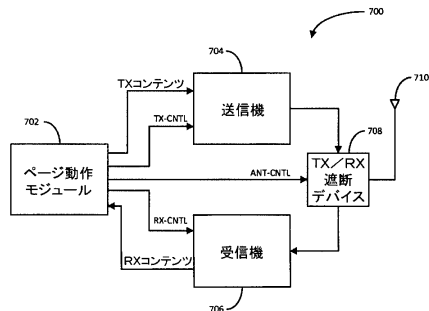 700
704
TXコンテンツ
送信機
710
702
TX-CNTL
708
ページ動作
モジュール
ANT-CNTL
TX/RX
遮断
デバイス
RX-CNTL
受信機
RXコンテンツ
706